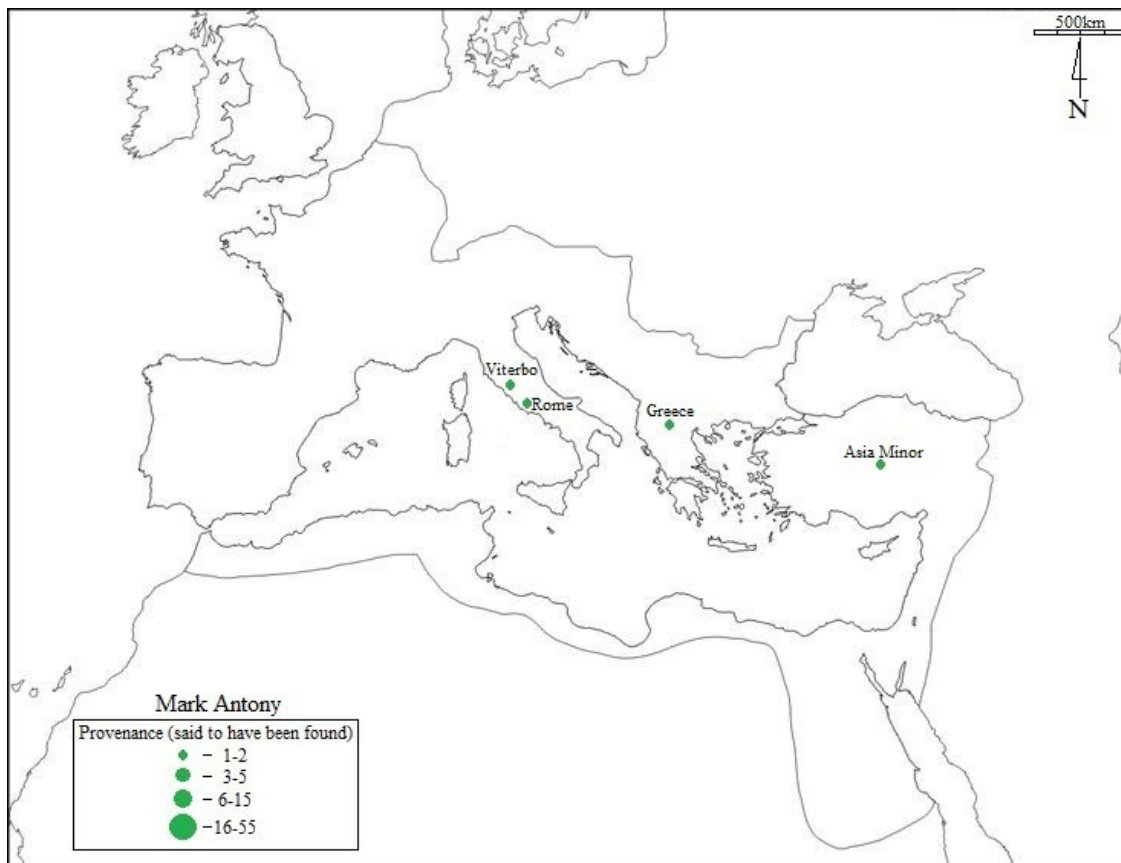 500km
N
Viterbo
Rome
Greece
Asia Minor
Mark Antony
Provenance (said to have been found)
– 1-2
– 3-5
– 6-15
–16-55